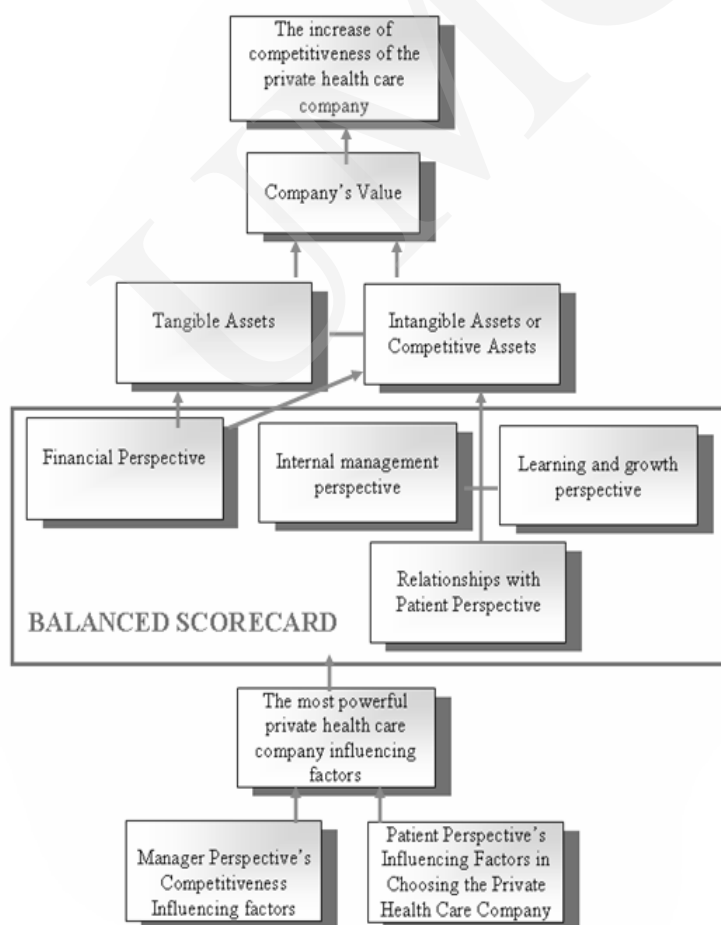 The increase of
competitiveness of the
private health care
company
Company's Value
Tangible Assets
Intangible Assets or
Competitive Assets
Financial Perspective
Internal management
perspective
Learning and growth
perspective
Relationships with
Patient Perspective
BALANCED SCORECARD
The most powerful
private health care
company influencing
factors
Manager Perspective's
Competitiveness
Influencing factors
Patient Perspective's
Influencing Factors in
Choosing the Private
Health Care Company